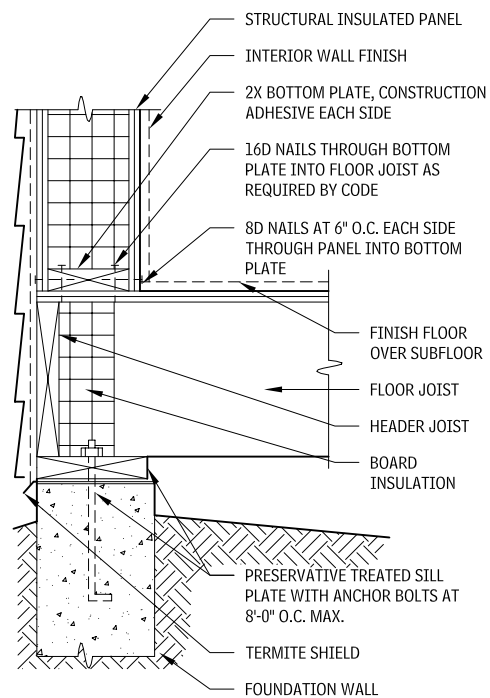 STRUCTURAL INSULATED PANEL
INTERIOR WALL FINISH
2X BOTTOM PLATE, CONSTRUCTION
ADHESIVE EACH SIDE
16D NAILS THROUGH BOTTOM
PLATE INTO FLOOR JOIST AS
REQUIRED BY CODE
8D NAILS AT 6" O.C. EACH SIDE
THROUGH PANEL INTO BOTTOM
PLATE
FINISH FLOOR
OVER SUBFLOOR
FLOOR JOIST
HEADER JOIST
BOARD
INSULATION
PRESERVATIVE TREATED SILL
PLATE WITH ANCHOR BOLTS AT
8'-0" O.C. MAX.
TERMITE SHIELD
FOUNDATION WALL